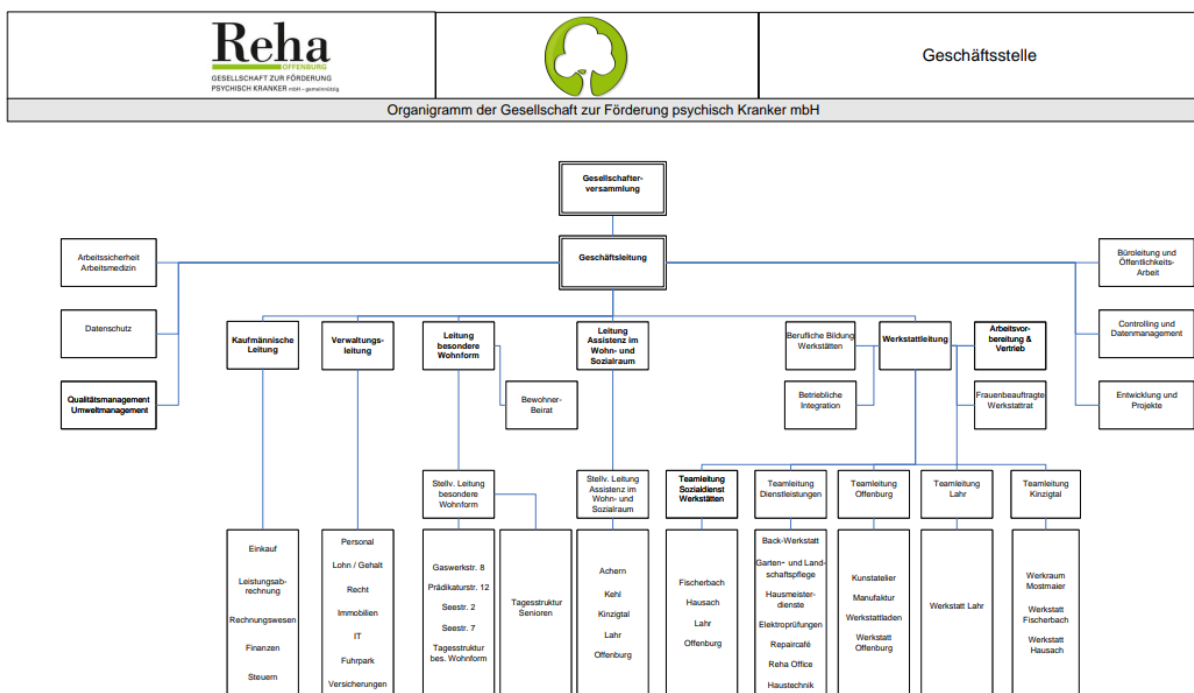 Reha
OFFENBURG
GESELLSCHAFT ZUR FÖRDERUNG
PSYCHISCH KRANKER mbH – gemeinnützig
Geschäftsstelle
Organigramm der Gesellschaft zur Förderung psychisch Kranker mbH
Gesellschafter-
versammlung
Geschäftsleitung
Arbeitssicherheit
Arbeitsmedizin
Büroleitung und
Öffentlichkeits-
Arbeit
Datenschutz
Controlling und
Datenmanagement
Qualitätsmanagement
Umweltmanagement
Entwicklung und
Projekte
Kaufmännische
Leitung
Verwaltungs-
leitung
Leitung
besondere
Wohnform
Leitung
Assistenz im
Wohn- und
Sozialraum
Berufliche Bildung
Werkstätten
Werkstattleitung
Arbeitsvor-
bereitung &
Vertrieb
Bewohner-
Beirat
Betriebliche
Integration
Frauenbeauftragte
Werkstattrat
Stellv. Leitung
besondere
Wohnform
Stellv. Leitung
Assistenz im
Wohn- und
Sozialraum
Teamleitung
Sozialdienst
Werkstätten
Teamleitung
Dienstleistungen
Teamleitung
Offenburg
Teamleitung
Lahr
Teamleitung
Kinzigtal
Einkauf
Leistungsab-
rechnung
Rechnungswesen
Finanzen
Steuern
Personal
Lohn / Gehalt
Recht
Immobilien
IT
Fuhrpark
Versicherungen
Gaswerkstr. 8
Prädikaturstr. 12
Seestr. 2
Seestr. 7
Tagesstruktur
bes. Wohnform
Tagesstruktur
Senioren
Achern
Kehl
Kinzigtal
Lahr
Offenburg
Fischerbach
Hausach
Lahr
Offenburg
Back-Werkstatt
Garten- und Land-
schaftspflege
Hausmeister-
dienste
Elektroprüfungen
Repaircafé
Reha Office
Haustechnik
Kunstatelier
Manufaktur
Werkstattladen
Werkstatt
Offenburg
Werkstatt Lahr
Werkraum
Mostmaier
Werkstatt
Fischerbach
Werkstatt
Hausach